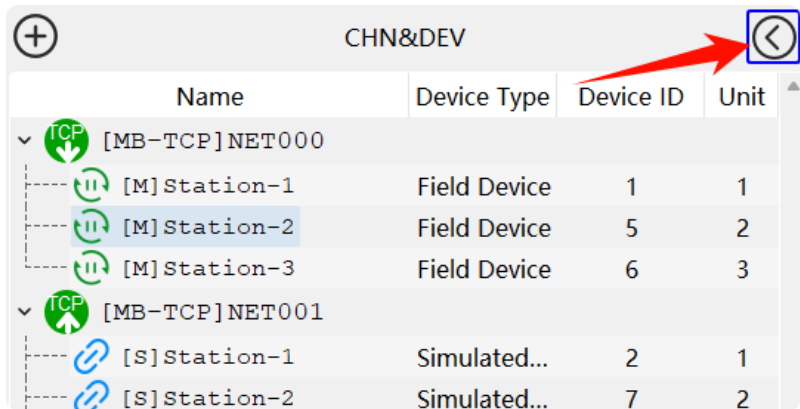 CHN&DEV
Name Device Type Device ID Unit
TCP [MB-TCP]NET000
[M]Station-1 Field Device 1 1
[M]Station-2 Field Device 5 2
[M]Station-3 Field Device 6 3
TCP [MB-TCP]NET001
[S]Station-1 Simulated... 2 1
[S]Station-2 Simulated... 7 2